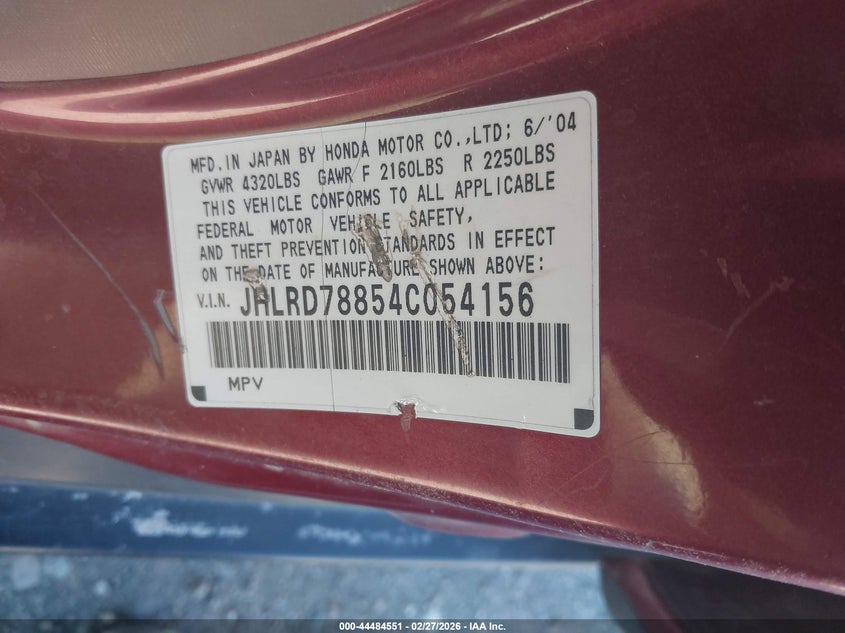 MFD.IN JAPAN BY HONDA MOTOR CO.,LTD; 6/'04
GVWR 4320LBS GAWR F 2160LBS R 2250LBS
THIS VEHICLE CONFORMS TO ALL APPLICABLE
FEDERAL MOTOR VEHICLE SAFETY,
AND THEFT PREVENTION STANDARDS IN EFFECT
ON THE DATE OF MANUFACTURE SHOWN ABOVE:
V.I.N. JHLRD78854C054156
MPV
000-44484551 | 02/27/2026 - IAA Inc.